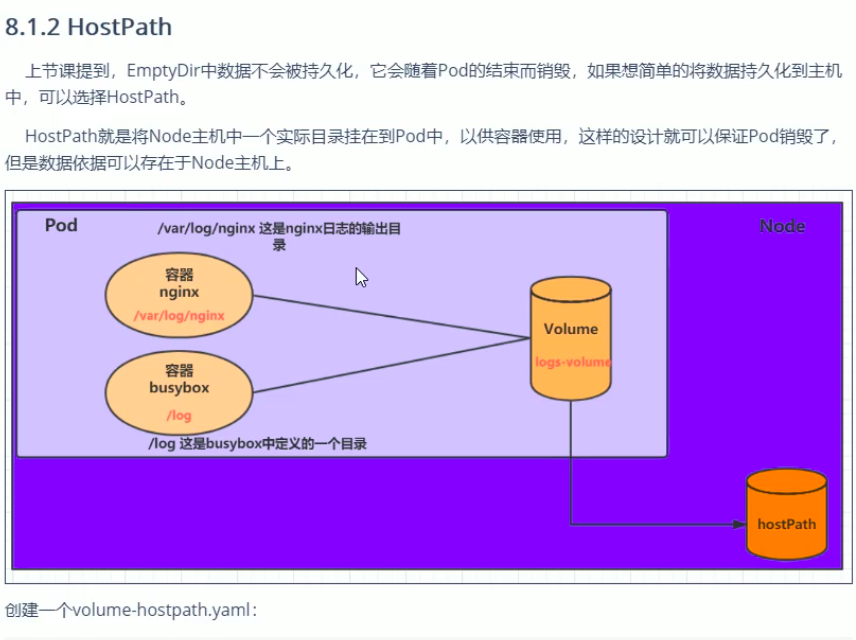 8.1.2 HostPath
上节课提到，EmptyDir中数据不会被持久化，它会随着Pod的结束而销毁，如果想简单的将数据持久化到主机
中，可以选择HostPath。
HostPath就是将Node主机中一个实际目录挂在到Pod中，以供容器使用，这样的设计就可以保证Pod销毁了，
但是数据依据可以存在于Node主机上。
Pod
/var/log/nginx 这是nginx日志的输出目
录
Node
容器
nginx
/var/log/nginx
Volume
logs-volume
容器
busybox
/log
/log 这是busybox中定义的一个目录
hostPath
创建一个volume-hostpath.yaml：